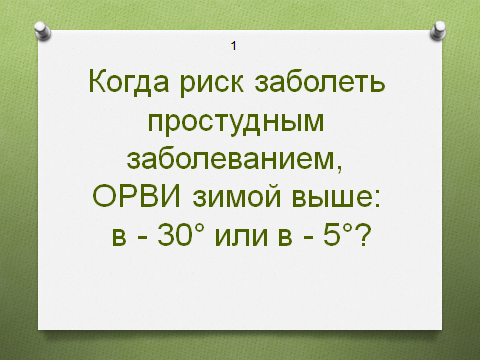 1
Когда риск заболеть
простудным
заболеванием,
ОРВИ зимой выше:
в - 30° или в - 5°?